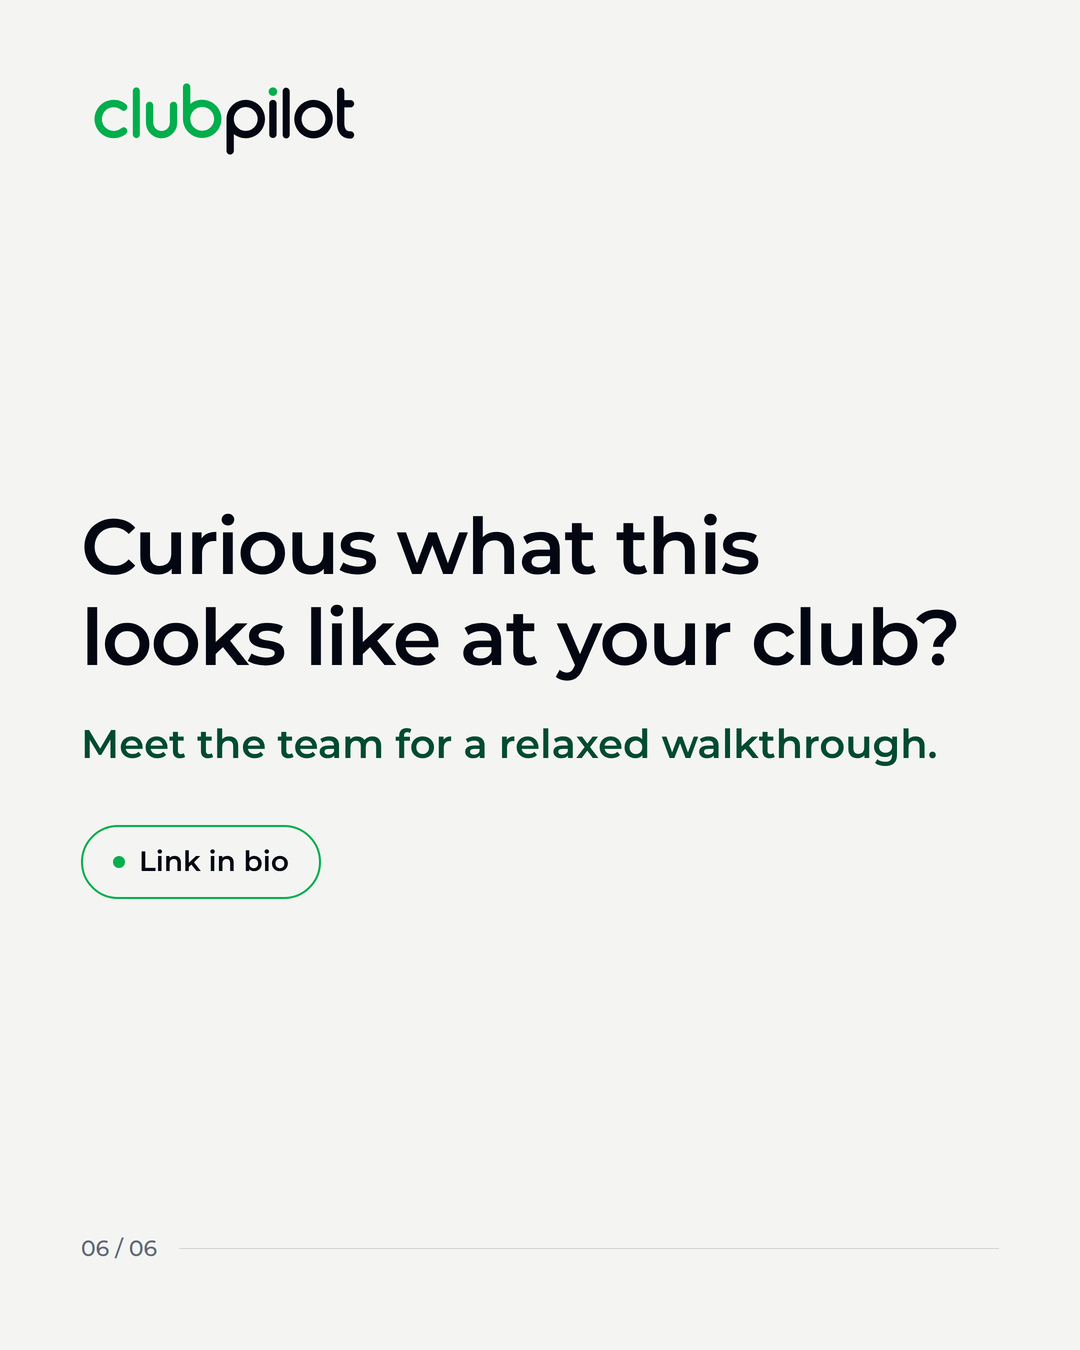 clubpilot
Curious what this
looks like at your club?
Meet the team for a relaxed walkthrough.
Link in bio
06 / 06